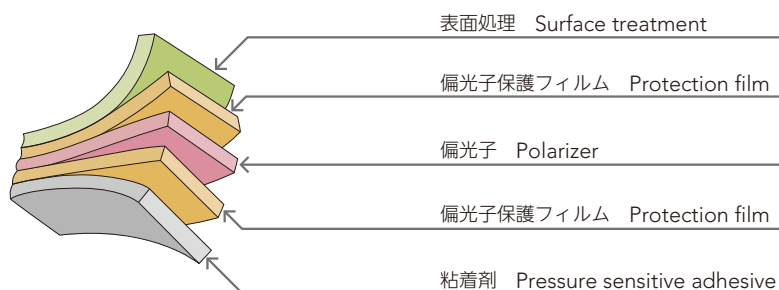 表面処理 Surface treatment
偏光子保護フィルム Protection film
偏光子 Polarizer
偏光子保護フィルム Protection film
粘着剤 Pressure sensitive adhesive